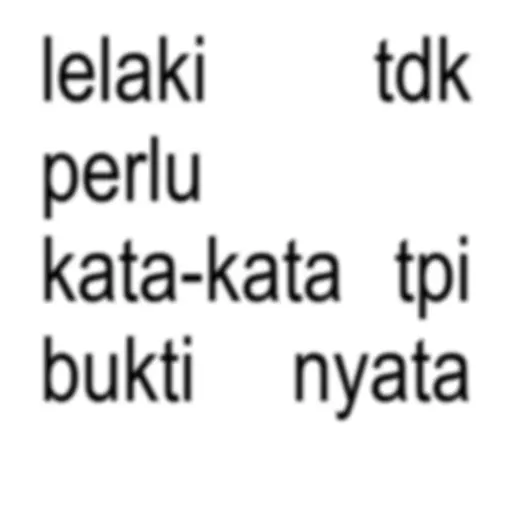 lelaki tdk
perlu
kata-kata tpi
bukti nyata